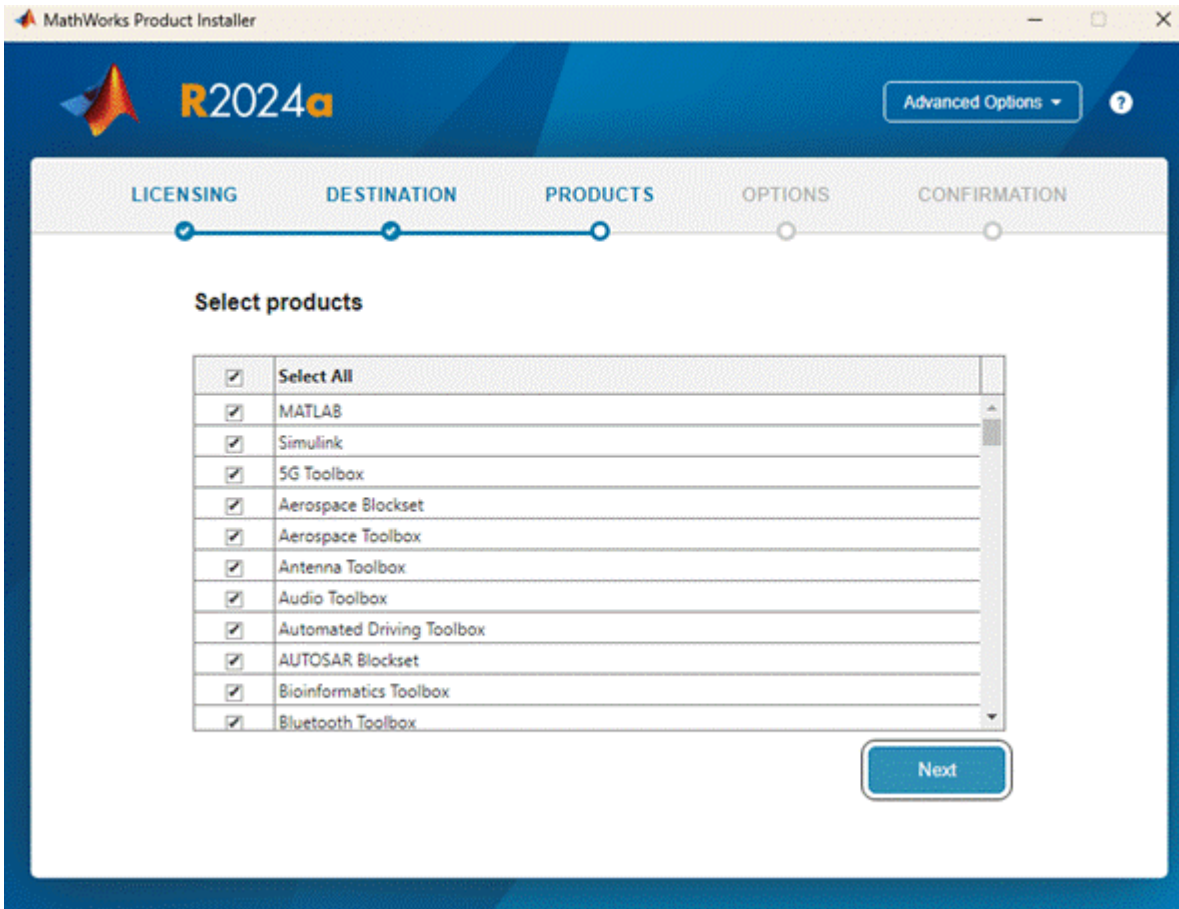 MathWorks Product Installer
R2024a
Advanced Options
?
LICENSING DESTINATION PRODUCTS OPTIONS CONFIRMATION
Select products
Select All
MATLAB
Simulink
5G Toolbox
Aerospace Blockset
Aerospace Toolbox
Antenna Toolbox
Audio Toolbox
Automated Driving Toolbox
AUTOSAR Blockset
Bioinformatics Toolbox
Bluetooth Toolbox
Next